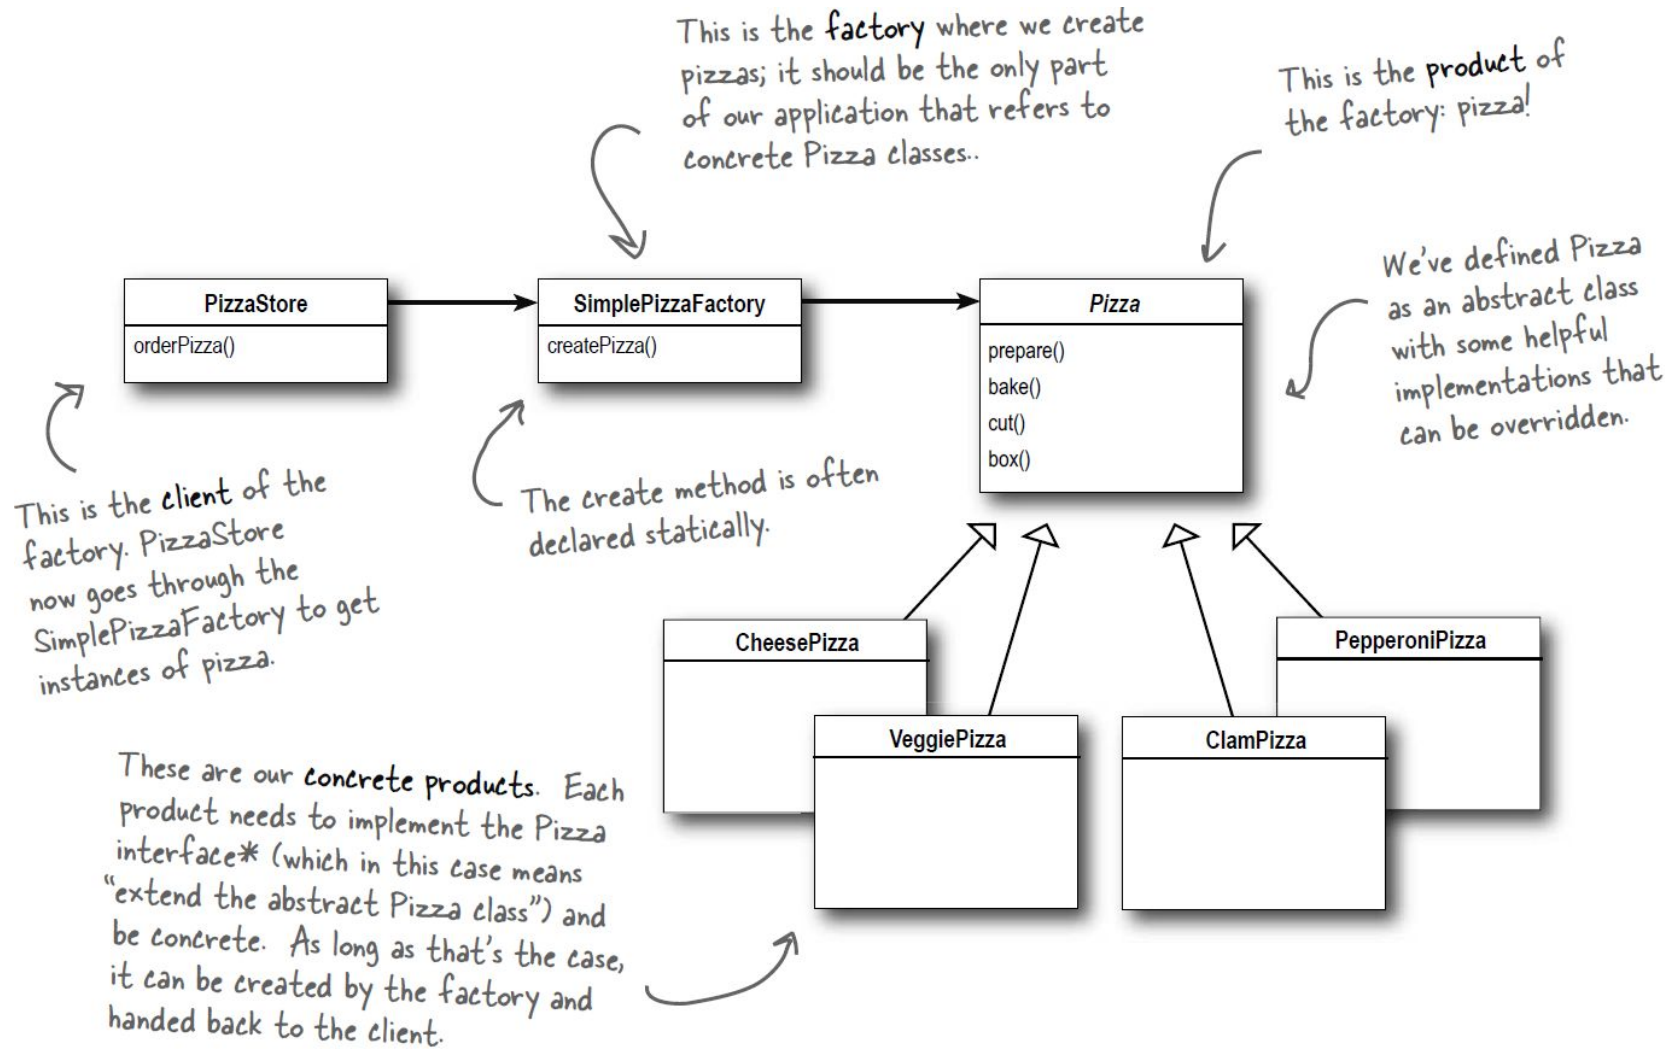 This is the factory where we create
pizzas; it should be the only part
of our application that refers to
concrete Pizza classes..
This is the product of
the factory: pizza!
We've defined Pizza
as an abstract class
with some helpful
implementations that
can be overridden.
PizzaStore
orderPizza()
SimplePizzaFactory
createPizza()
Pizza
prepare()
bake()
cut()
box()
This is the client of the
factory. PizzaStore
now goes through the
SimplePizzaFactory to get
instances of pizza.
The create method is often
declared statically.
CheesePizza
VeggiePizza
ClamPizza
PepperoniPizza
These are our concrete products. Each
product needs to implement the Pizza
interface* (which in this case means
“extend the abstract Pizza class”) and
be concrete. As long as that's the case,
it can be created by the factory and
handed back to the client.